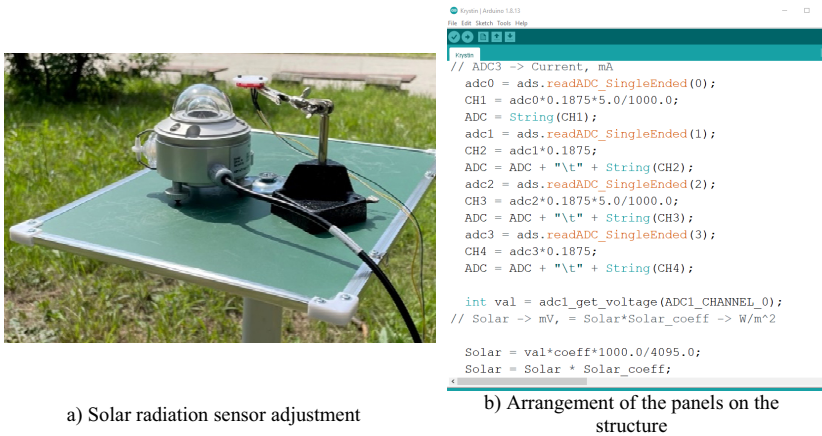 Krystin | Arduino 1.8.13
File Edit Sketch Tools Help
Krystin
// ADC3 -> Current, mA
adc0 = ads.readADC_SingleEnded(0);
CH1 = adc0*0.1875*5.0/1000.0;
ADC = String(CH1);
adc1 = ads.readADC_SingleEnded(1);
CH2 = adc1*0.1875;
ADC = ADC + "\t" + String(CH2);
adc2 = ads.readADC_SingleEnded(2);
CH3 = adc2*0.1875*5.0/1000.0;
ADC = ADC + "\t" + String(CH3);
adc3 = ads.readADC_SingleEnded(3);
CH4 = adc3*0.1875;
ADC = ADC + "\t" + String(CH4);
int val = adc1_get_voltage(ADC1_CHANNEL_0);
// Solar -> mV, = Solar*Solar_coeff -> W/m^2
Solar = val*coeff*1000.0/4095.0;
Solar = Solar * Solar_coeff;
a) Solar radiation sensor adjustment
b) Arrangement of the panels on the
structure